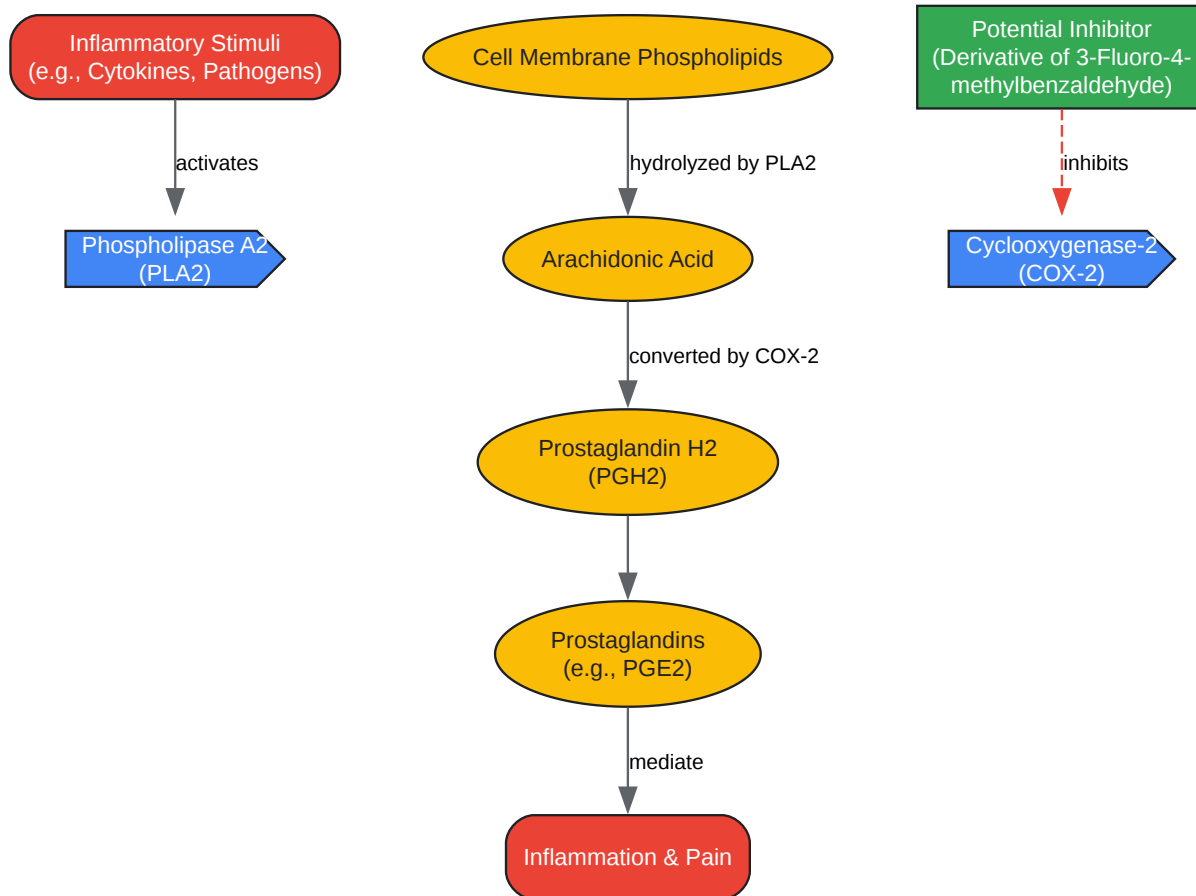 Inflammatory Stimuli
(e.g., Cytokines, Pathogens)
activates
Phospholipase A2
(PLA2)
Cell Membrane Phospholipids
hydrolyzed by PLA2
Arachidonic Acid
converted by COX-2
Prostaglandin H2
(PGH2)
Prostaglandins
(e.g., PGE2)
mediate
Inflammation & Pain
Potential Inhibitor
(Derivative of 3-Fluoro-4-
methylbenzaldehyde)
inhibits
Cyclooxygenase-2
(COX-2)